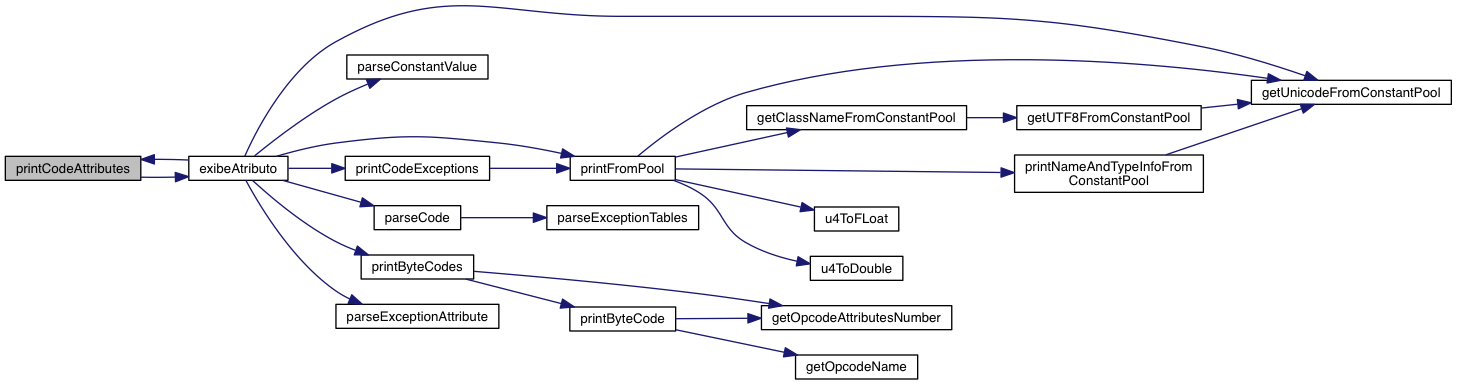 printCodeAttributes
exibeAtributo
parseConstantValue
printCodeExceptions
parseCode
printByteCodes
parseExceptionAttribute
printFromPool
parseExceptionTables
printByteCode
getClassNameFromConstantPool
u4ToFLoat
u4ToDouble
getOpcodeAttributesNumber
getOpcodeName
getUTF8FromConstantPool
printNameAndTypeInfoFrom
ConstantPool
getUnicodeFromConstantPool